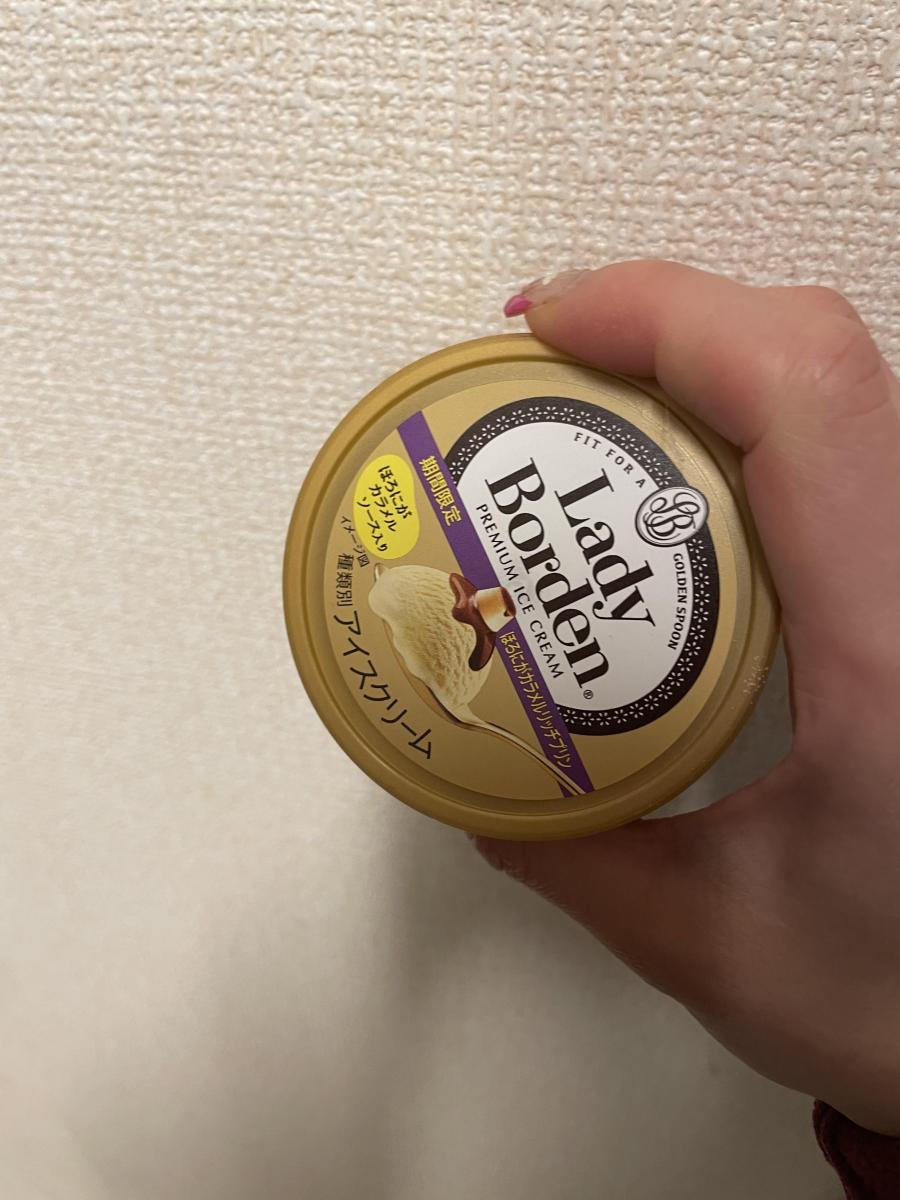 FIT FOR A
GOLDEN SPOON
LB
Lady
Borden®
PREMIUM ICE CREAM
期間限定
ほろにがカラメルリッチプリン
ほろにが
カラメル
ソース入り
イメージ図
種類別 アイスクリーム